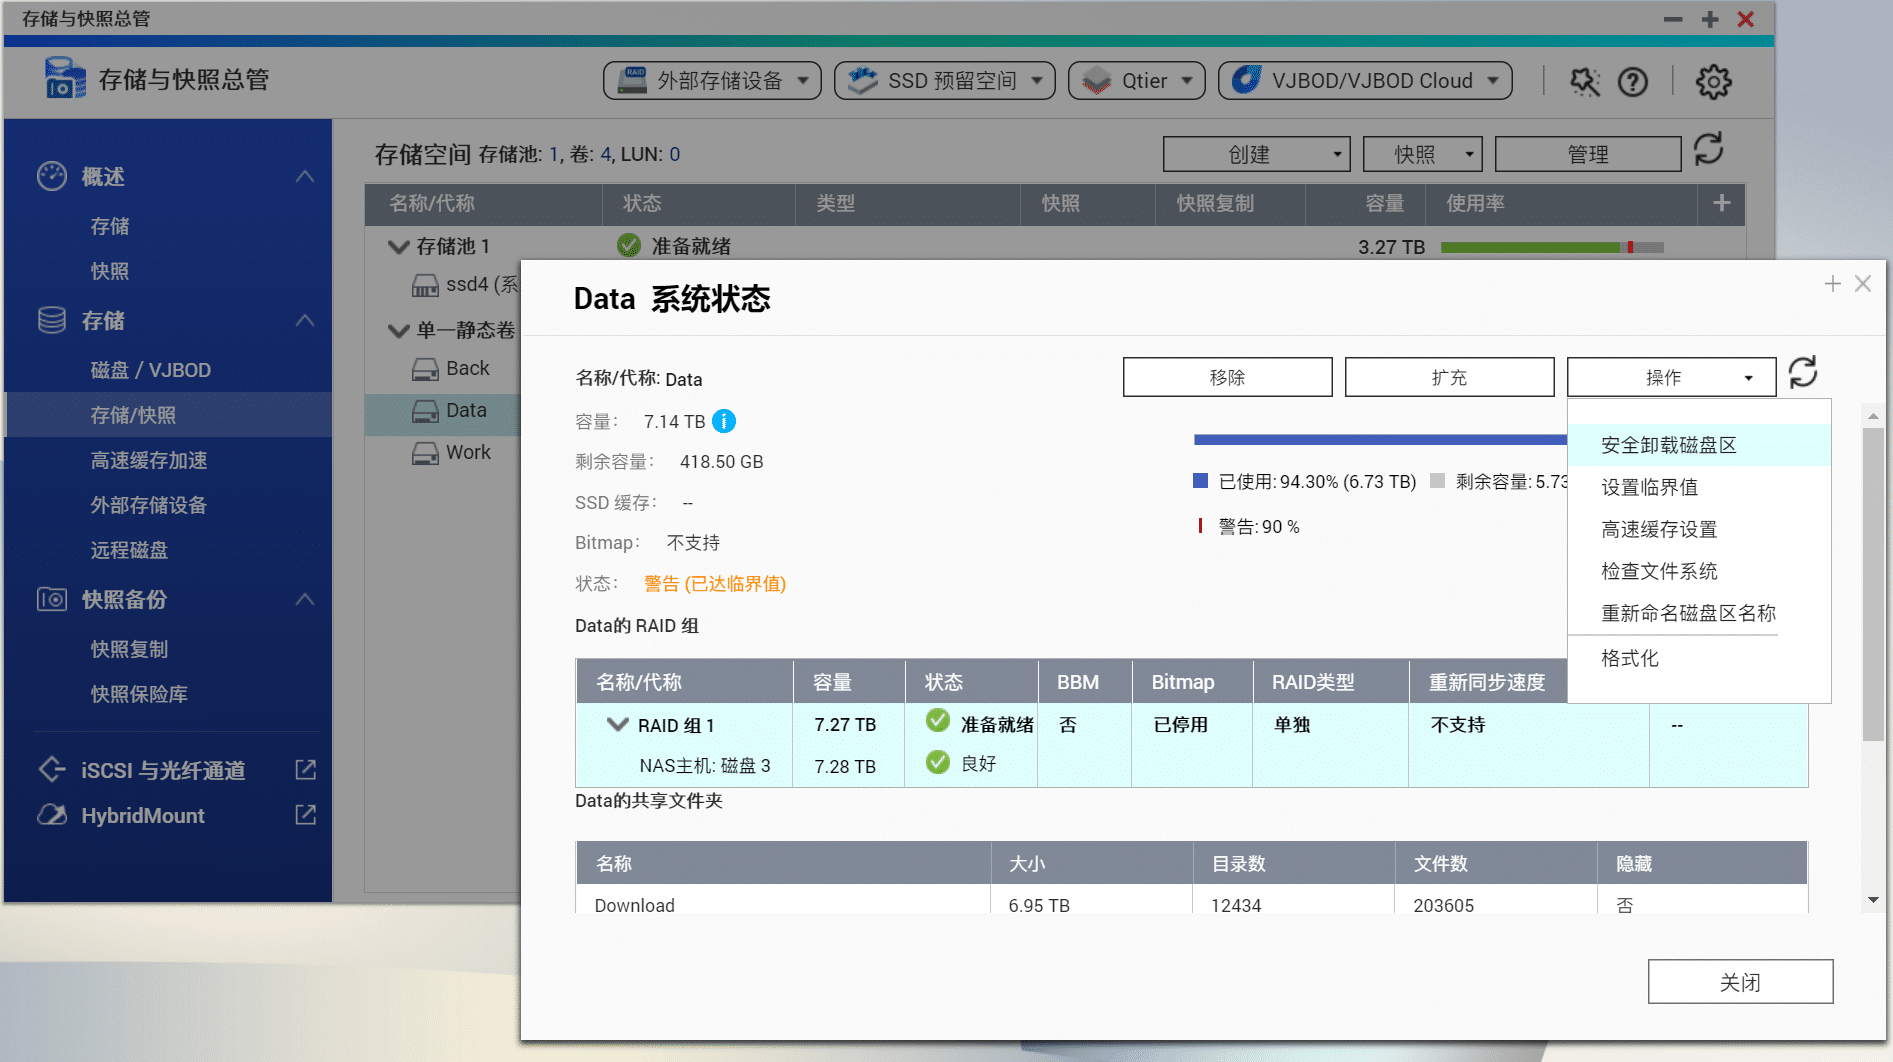 存储与快照总管
存储与快照总管
外部存储设备
SSD 预留空间
Qtier
VJBOD/VJBOD Cloud
概述
存储
快照
存储
磁盘 / VJBOD
存储/快照
高速缓存加速
外部存储设备
远程磁盘
快照备份
快照复制
快照保险库
iSCSI 与光纤通道
HybridMount
存储空间 存储池: 1, 卷: 4, LUN: 0
创建
快照
管理
名称/代称 状态 类型 快照 快照复制 容量 使用率
存储池 1 准备就绪 3.27 TB
ssd4 (系
单一静态卷
Back
Data
Work
Data 系统状态
名称/代称: Data
移除
扩充
操作
容量: 7.14 TB
剩余容量: 418.50 GB
SSD 缓存: --
Bitmap: 不支持
状态: 警告 (已达临界值)
已使用: 94.30% (6.73 TB) 剩余容量: 5.73
警告: 90 %
安全卸载磁盘区
设置临界值
高速缓存设置
检查文件系统
重新命名磁盘区名称
格式化
Data的 RAID 组
名称/代称 容量 状态 BBM Bitmap RAID类型 重新同步速度
RAID 组 1 7.27 TB 准备就绪 否 已停用 单独 不支持 --
NAS主机: 磁盘 3 7.28 TB 良好
Data的共享文件夹
名称 大小 目录数 文件数 隐藏
Download 6.95 TB 12434 203605 否
关闭